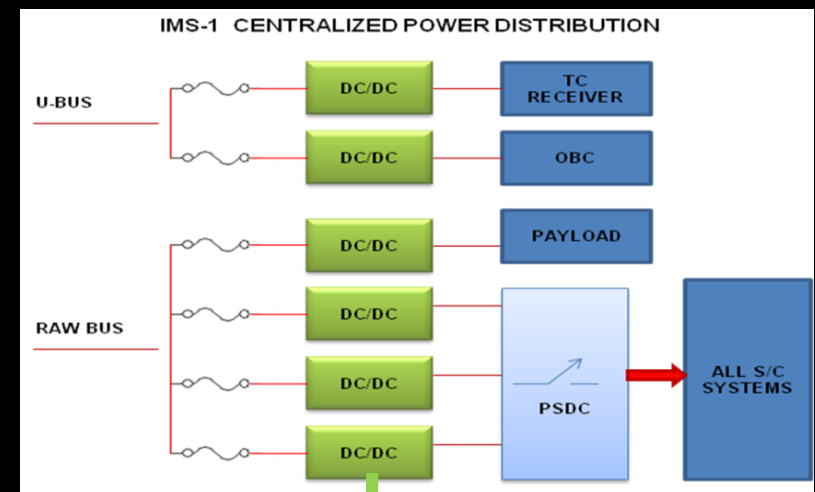 IMS-1 CENTRALIZED POWER DISTRIBUTION
U-BUS
DC/DC
TC
RECEIVER
DC/DC
OBC
RAW BUS
DC/DC
PAYLOAD
DC/DC
DC/DC
DC/DC
PSDC
ALL S/C
SYSTEMS